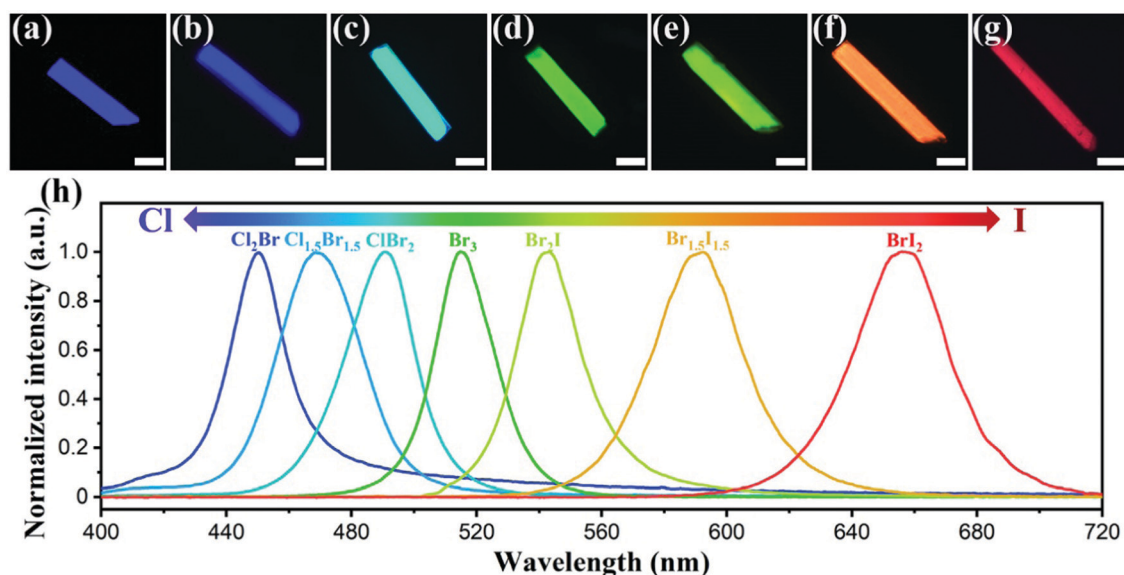 (a) (b) (c) (d) (e) (f) (g)
(h)
Cl I
Cl₂Br Cl₁.₅Br₁.₅ ClBr₂ Br₃ Br₂I Br₁.₅I₁.₅ BrI₂
Normalized intensity (a.u.)
1.0
0.8
0.6
0.4
0.2
0
400 440 480 520 560 600 640 680 720
Wavelength (nm)